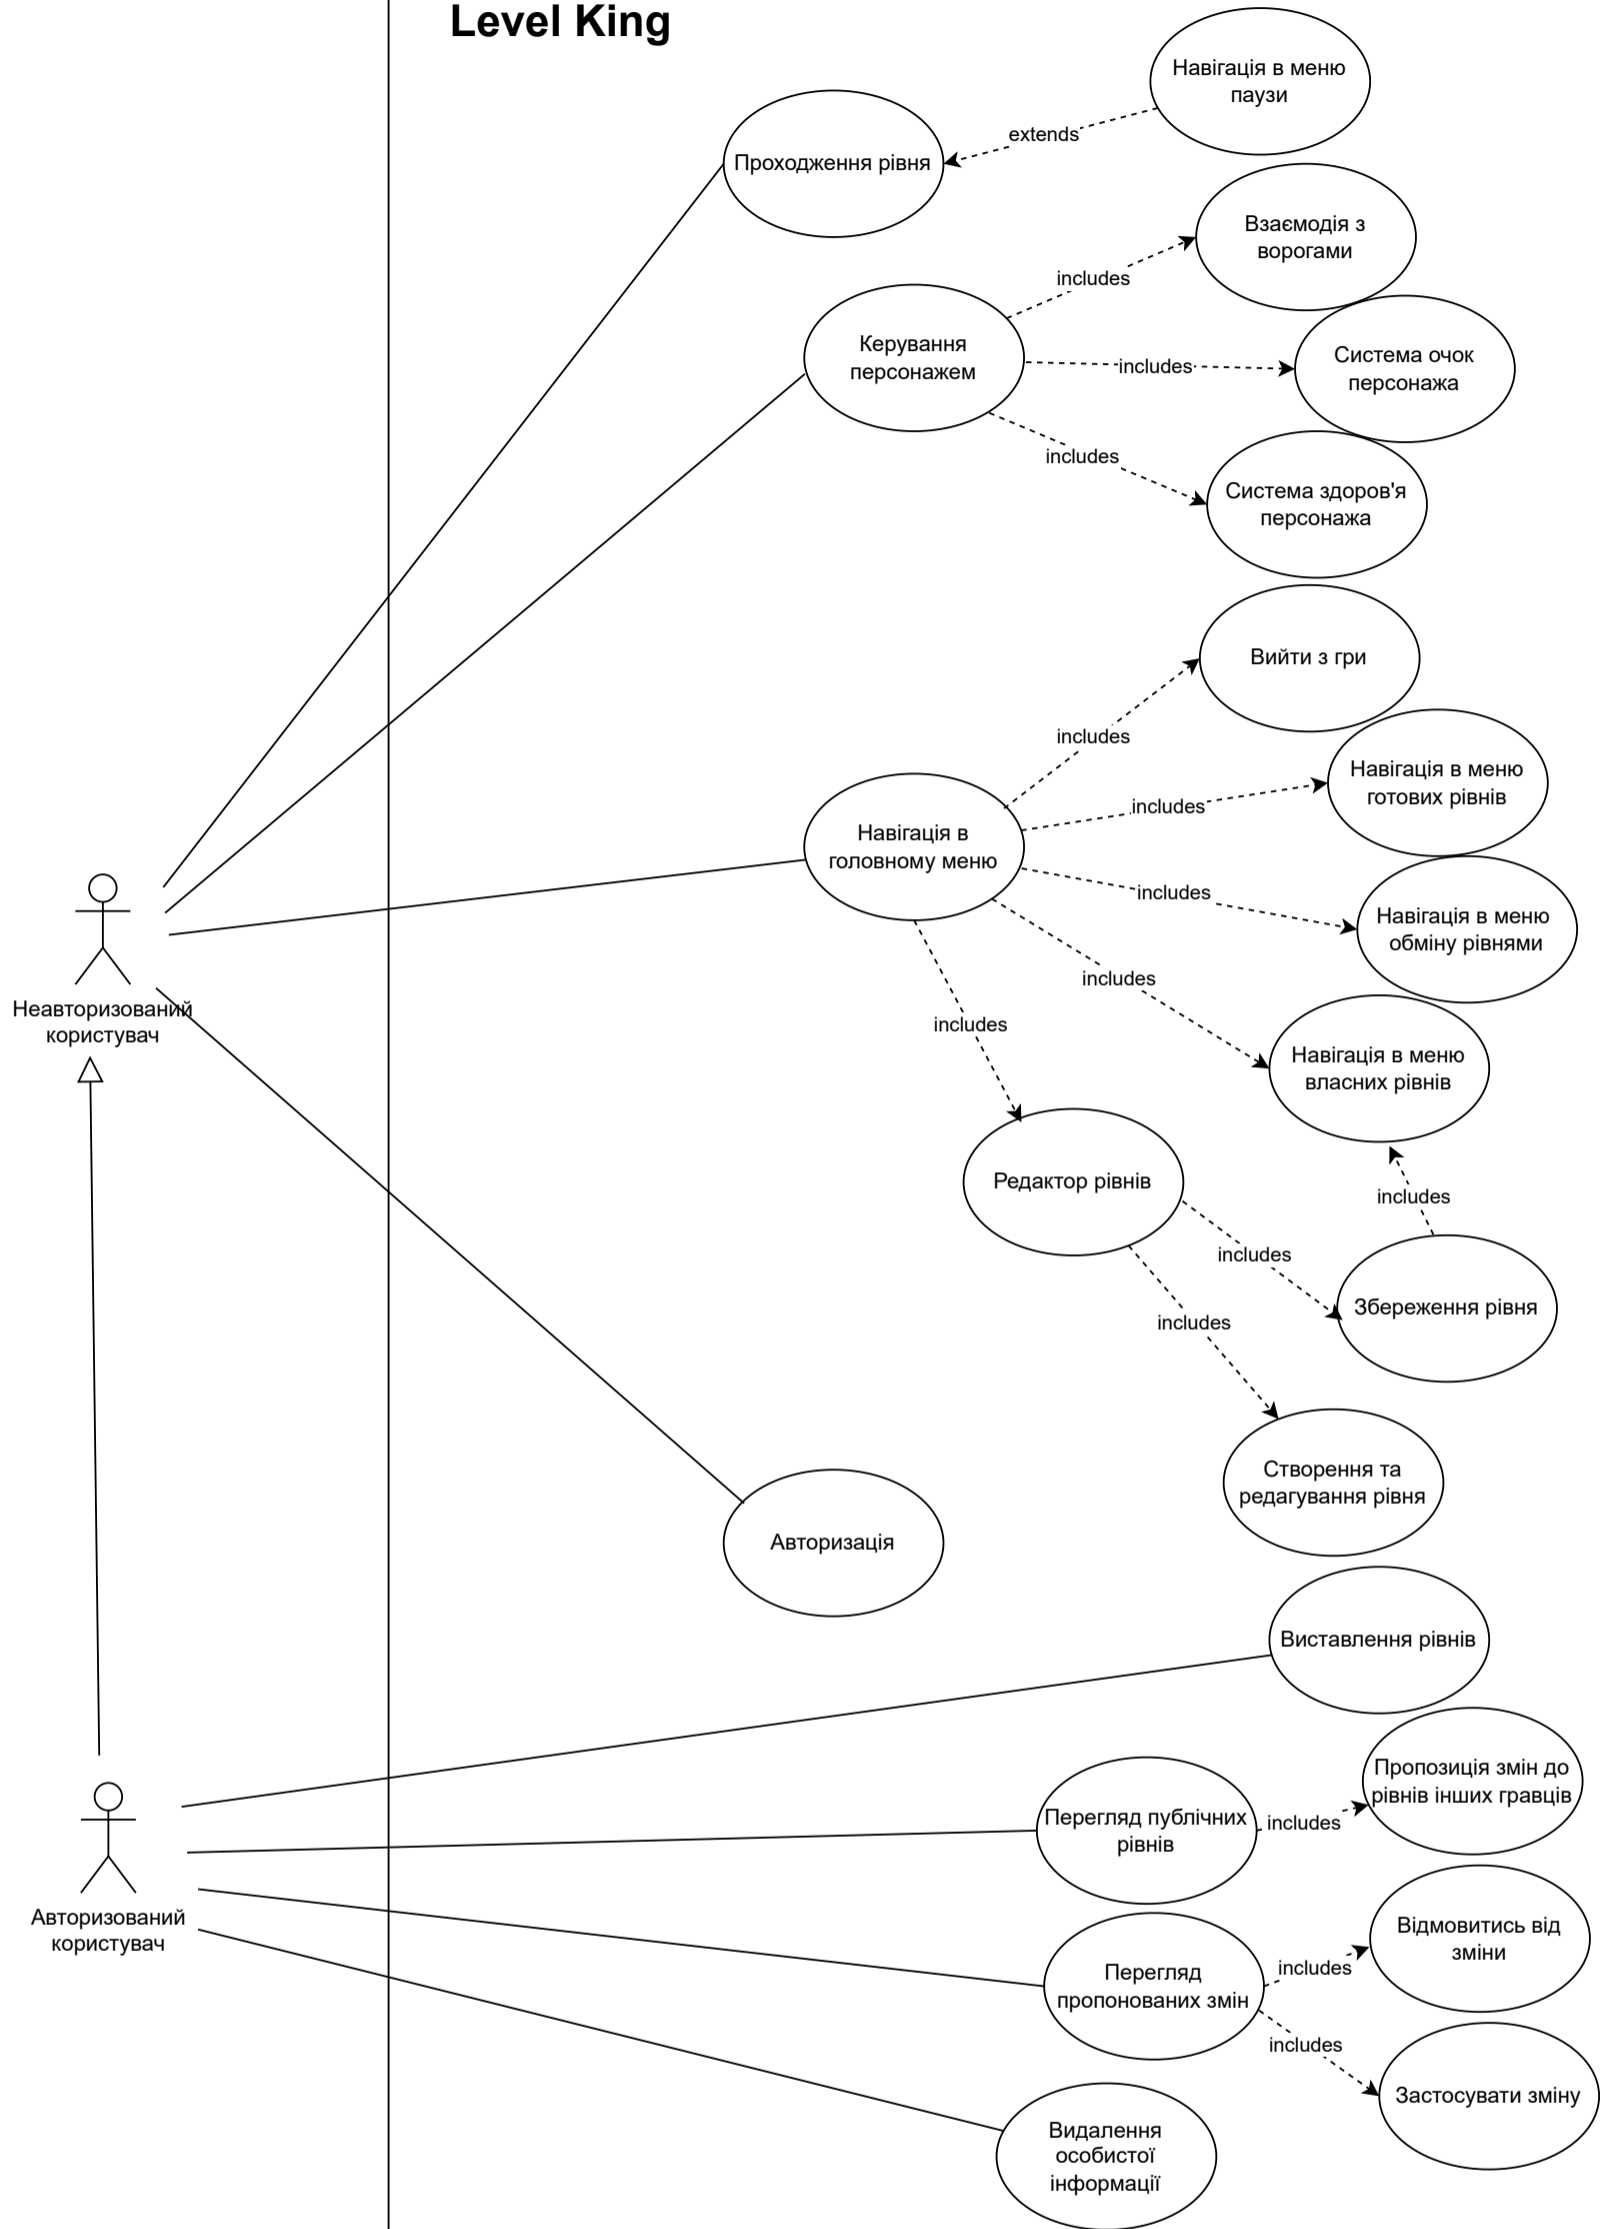 Level King
Навігація в меню
паузи
extends
Проходження рівня
Взаємодія з
ворогами
includes
Керування
персонажем
includes
Система очок
персонажа
includes
Система здоров'я
персонажа
Вийти з гри
includes
Навігація в меню
готових рівнів
includes
Навігація в
головному меню
includes
Навігація в меню
обміну рівнями
includes
includes
Неавторизований
користувач
Навігація в меню
власних рівнів
Редактор рівнів
includes
includes
Збереження рівня
includes
Створення та
редагування рівня
Авторизація
Виставлення рівнів
Пропозиція змін до
рівнів інших гравців
Перегляд публічних
рівнів
includes
Авторизований
користувач
Відмовитись від
зміни
includes
Перегляд
пропонованих змін
includes
Застосувати зміну
Видалення
особистої
інформації